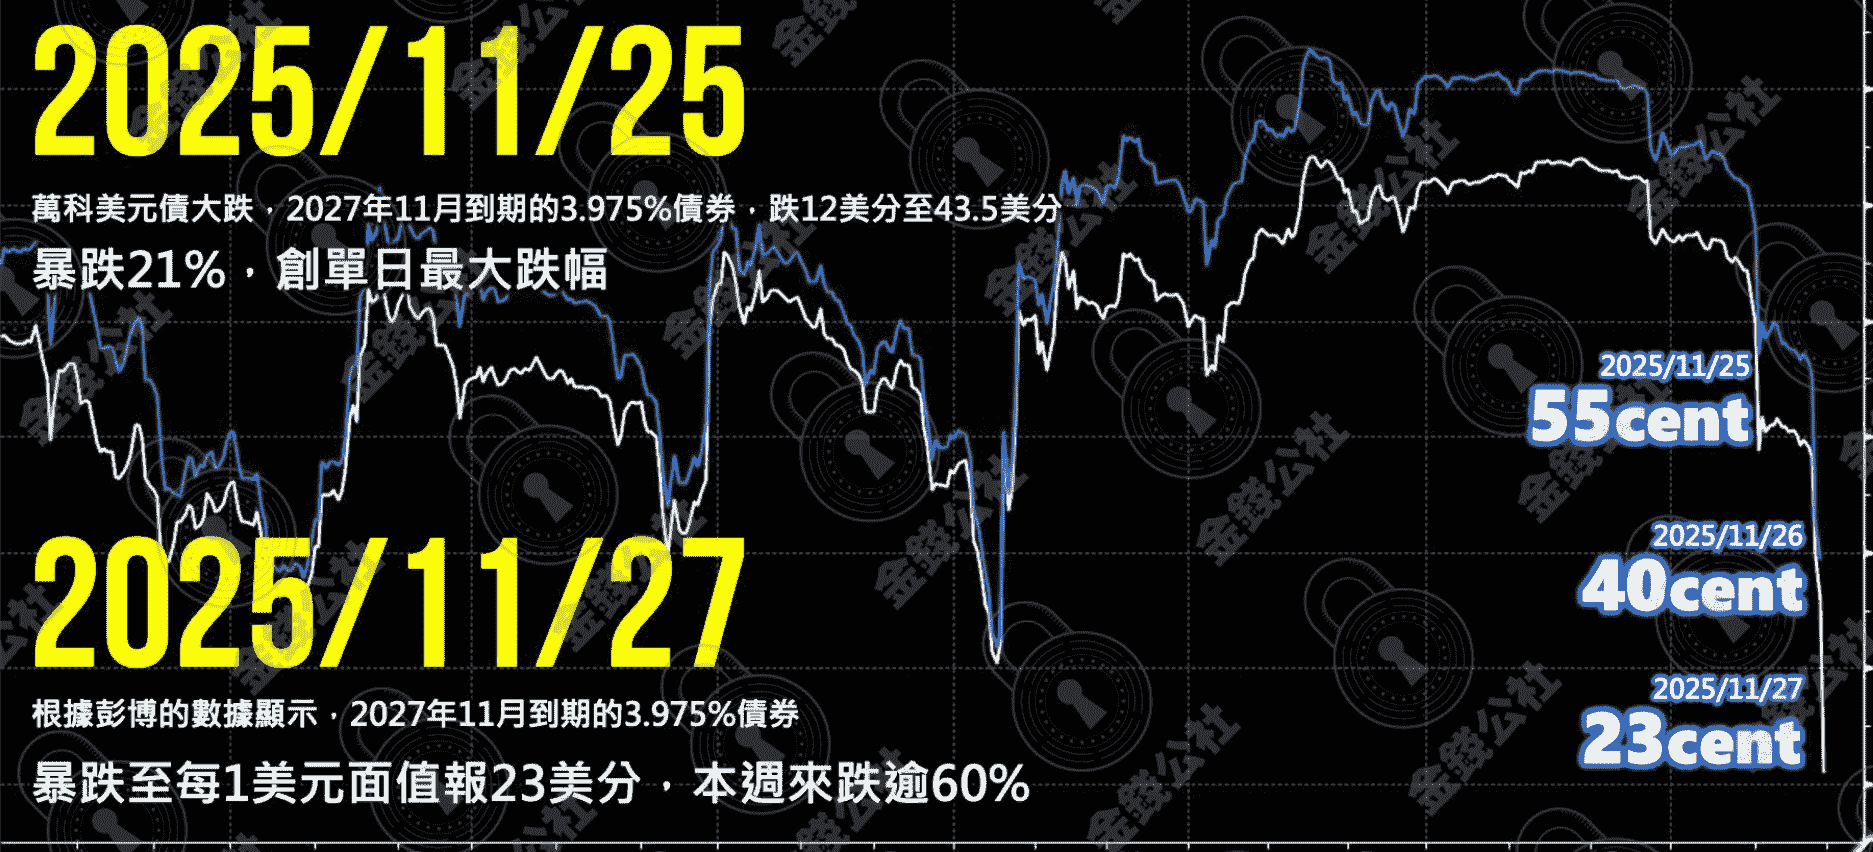 2025/11/25
萬科美元債大跌，2027年11月到期的3.975%債券，跌12美分至43.5美分
暴跌21%，創單日最大跌幅
2025/11/25
55cent
2025/11/26
40cent
2025/11/27
根據彭博的數據顯示，2027年11月到期的3.975%債券
暴跌至每1美元面值報23美分，本週來跌逾60%
2025/11/27
23cent
金錢公社